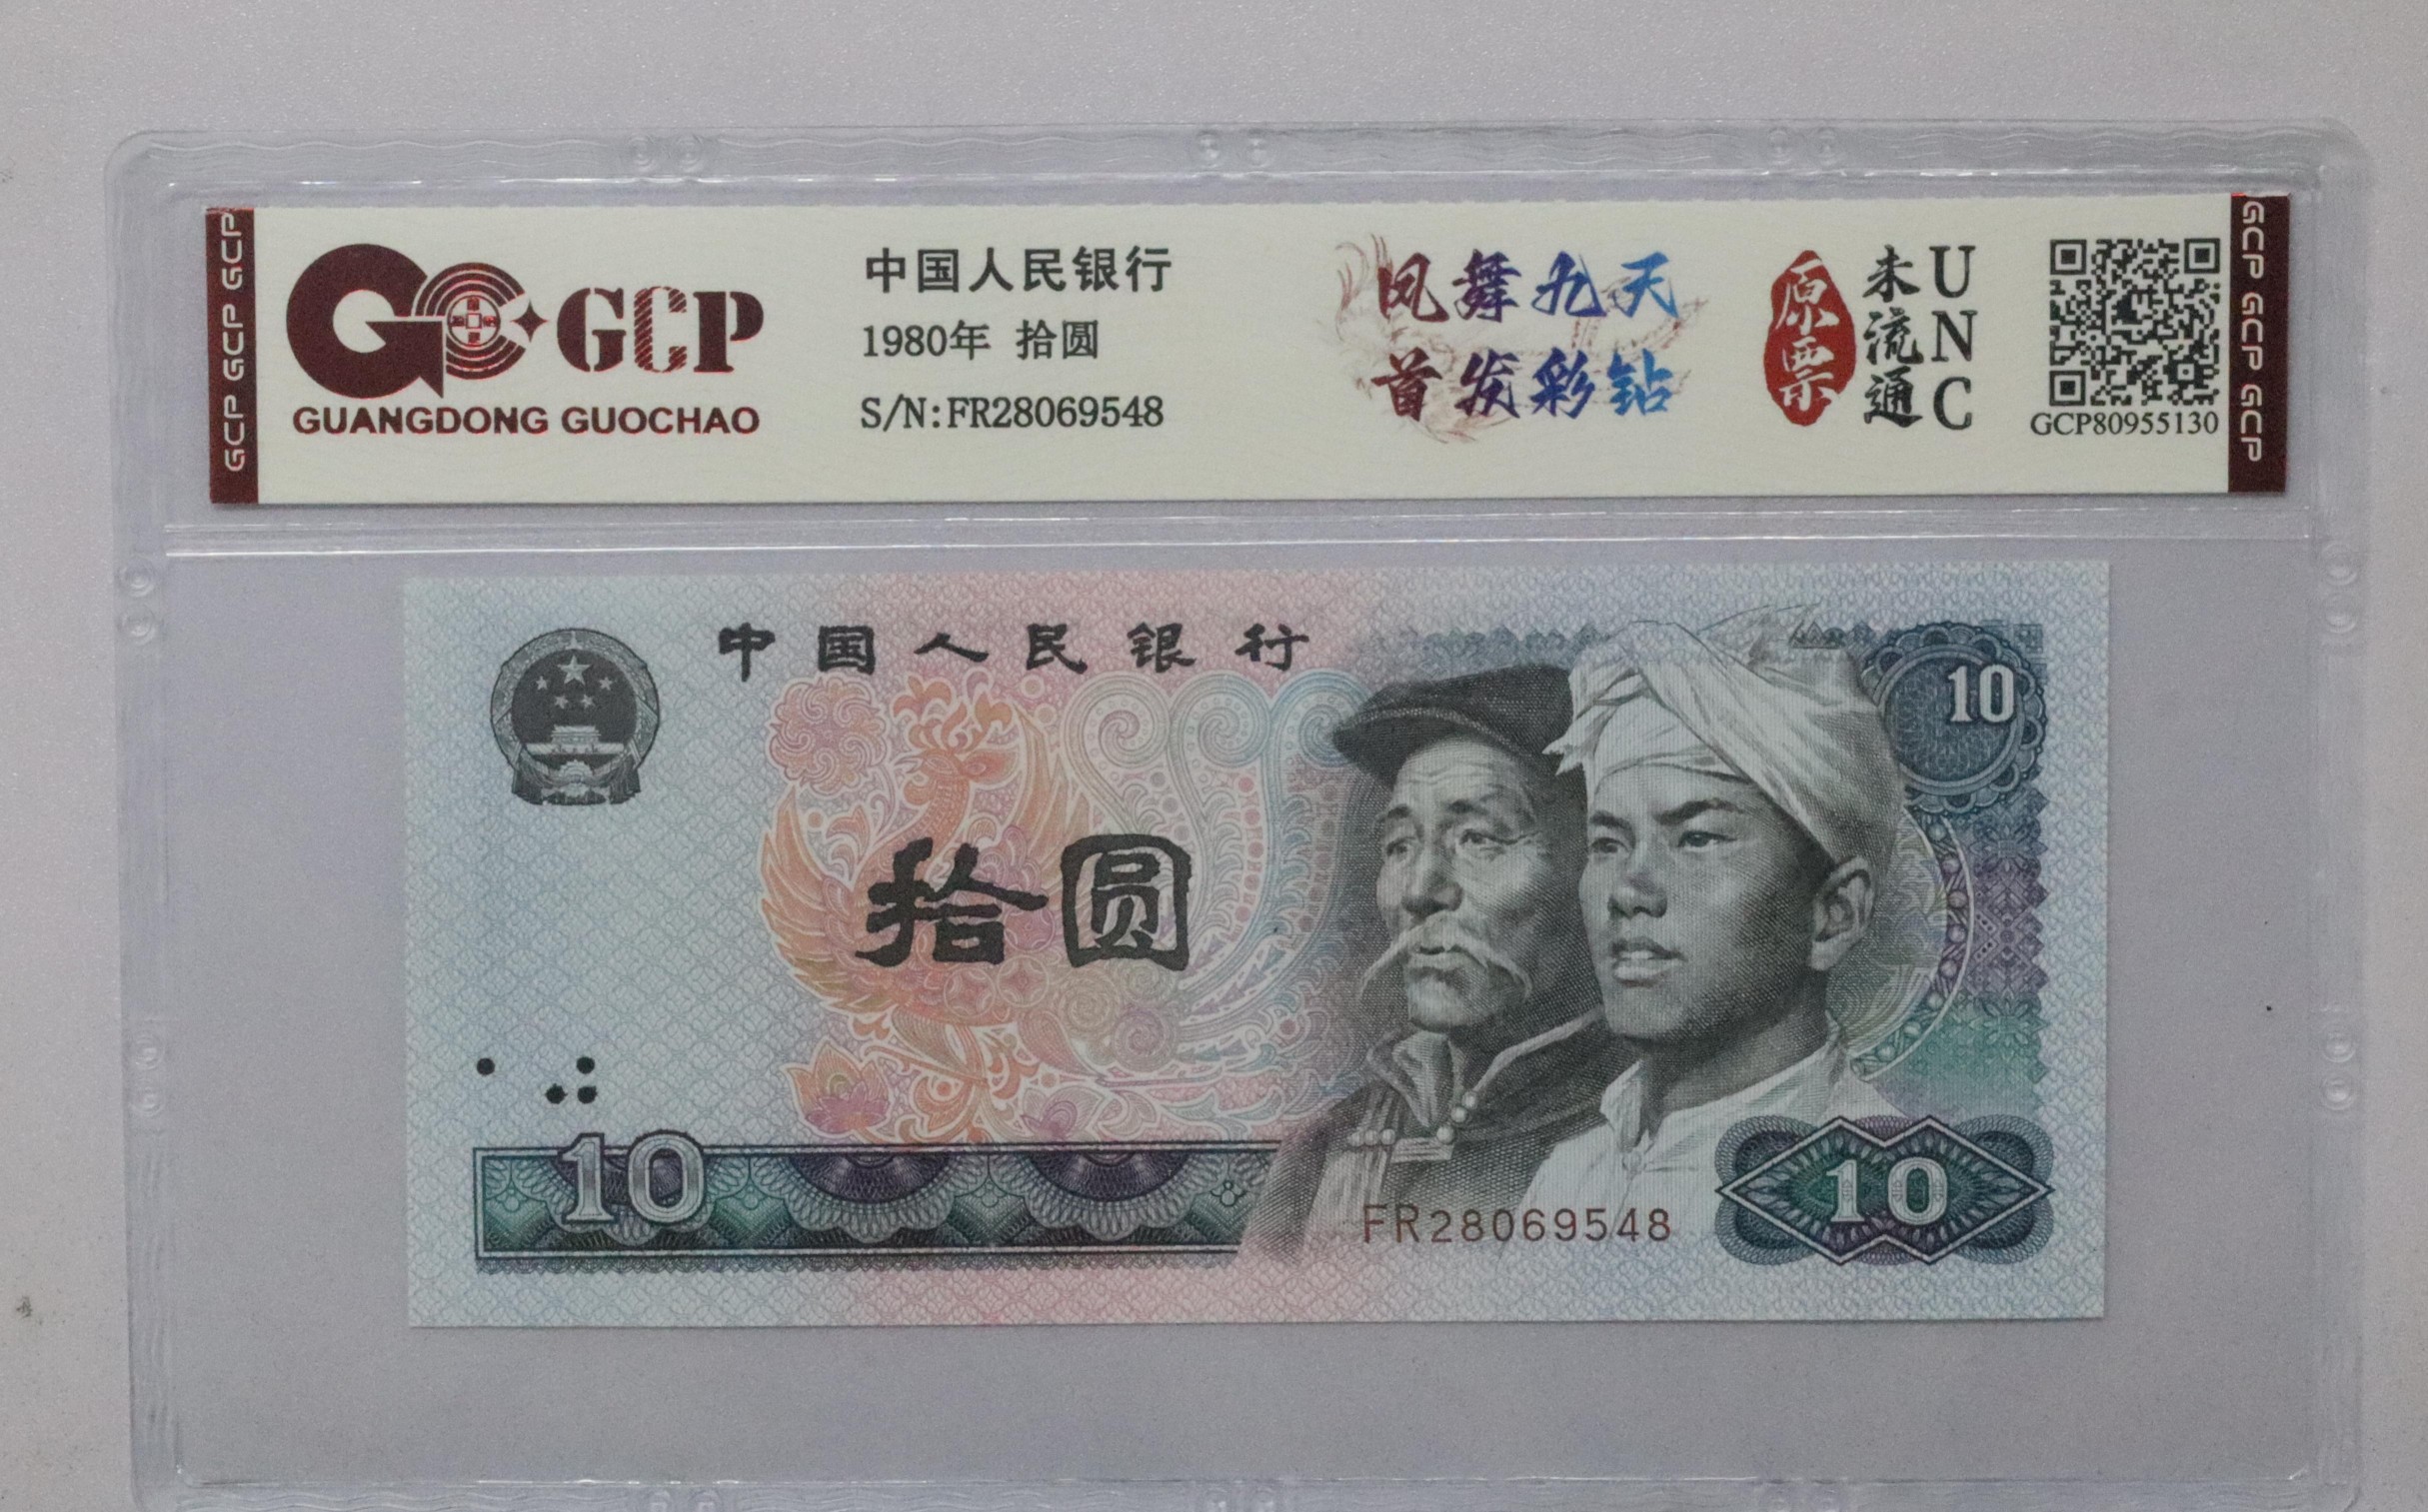 GCP GCP GCP
GCP
GUANGDONG GUOCHAO
中国人民银行
1980年 拾圆
S/N:FR28069548
凤舞九天
首发彩钻
原票
未流通
UNC
GCP80955130
GCP GCP GCP
中国人民银行
10
拾圆
10
FR28069548
10